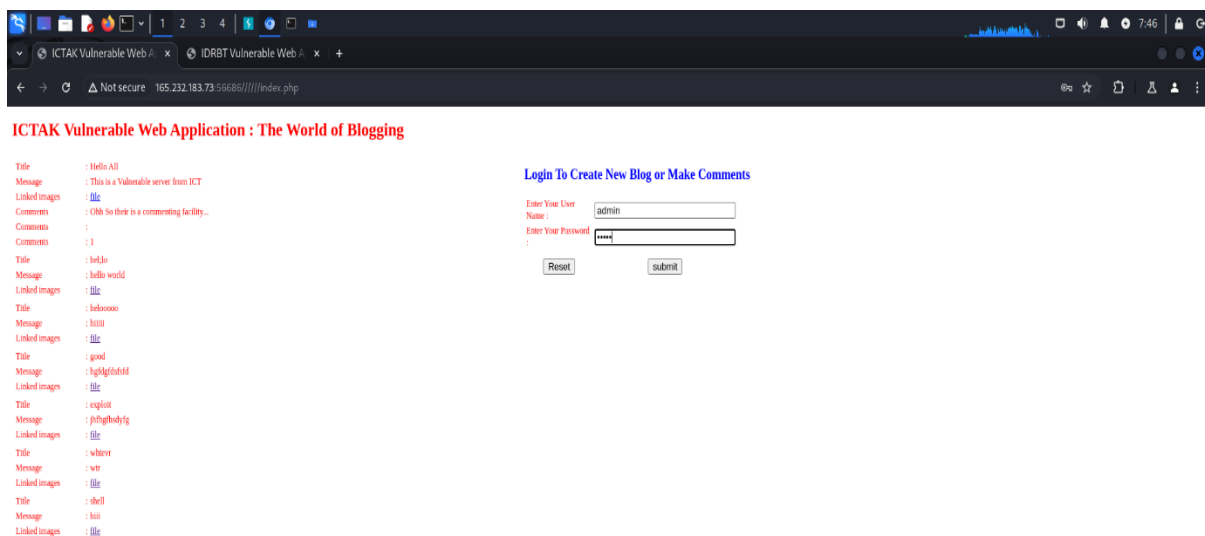 1 2 3 4
7:46
ICTAK Vulnerable Web A
IDRBT Vulnerable Web A
Not secure 165.232.183.73:56686//////index.php
ICTAK Vulnerable Web Application : The World of Blogging
Title : Hello All
Message : This is a Vulnerable server from ICT
Linked images : file
Comments : Ohh So their is a commenting facility...
Comments :
Comments : 1
Title : hel;lo
Message : hello world
Linked images : file
Title : helooooo
Message : hiiiii
Linked images : file
Title : good
Message :
Linked images : file
Title : exploit
Message :
Linked images : file
Title : whtevr
Message : wtr
Linked images : file
Title : shell
Message : hiii
Linked images : file
Login To Create New Blog or Make Comments
Enter Your User
Name : admin
Enter Your Password
: •••••
Reset submit